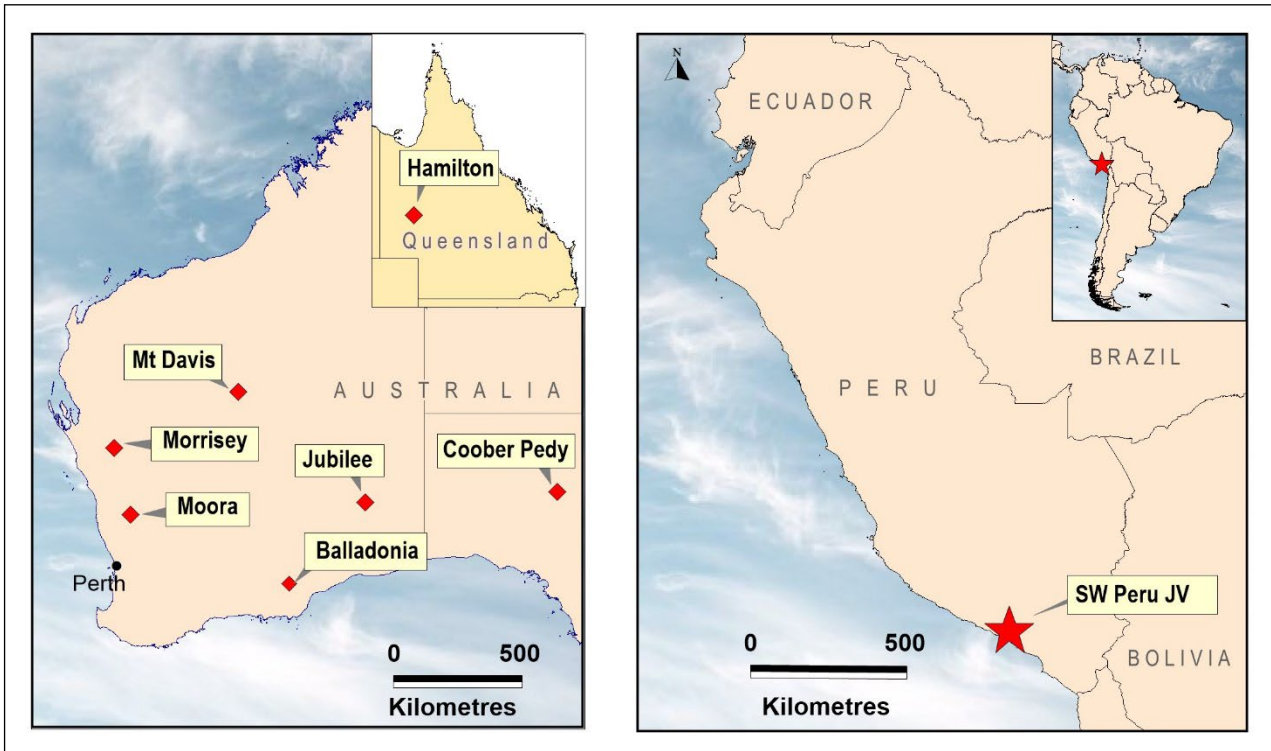 Hamilton
Queensland
Mt Davis
AUSTRALIA
Morrisey
Jubilee
Coober Pedy
Moora
Balladonia
Perth
0 500
Kilometres
N
ECUADOR
BRAZIL
PERU
SW Peru JV
0 500
BOLIVIA
Kilometres